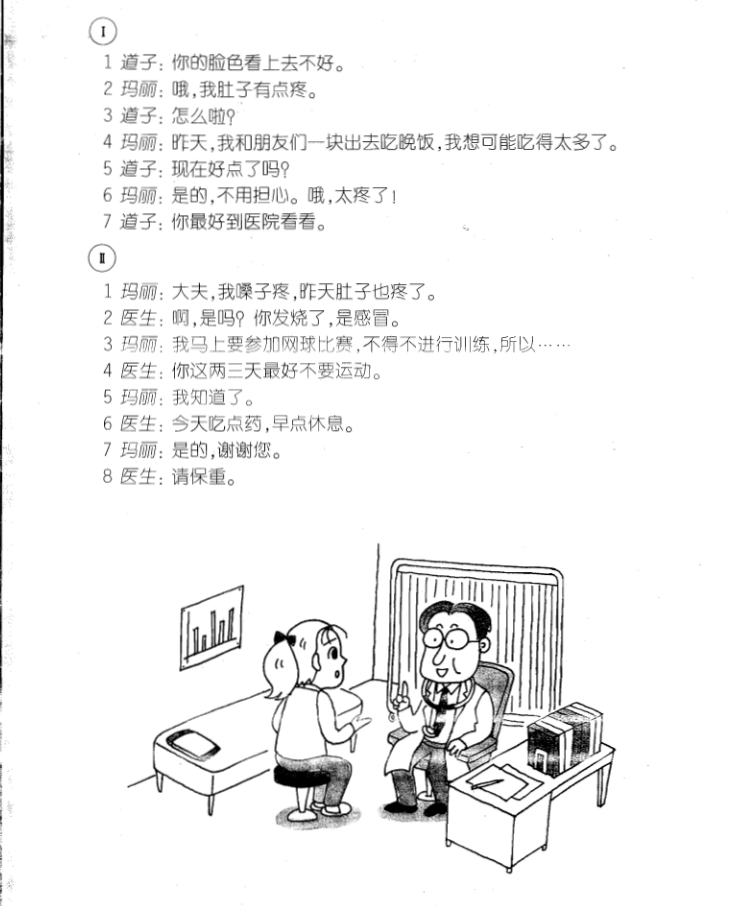 I
1 道子: 你的脸色看上去不好。
2 玛丽: 哦,我肚子有点疼。
3 道子: 怎么啦?
4 玛丽: 昨天,我和朋友们一块出去吃晚饭,我想可能吃得太多了。
5 道子: 现在好点了吗?
6 玛丽: 是的,不用担心。哦,太疼了!
7 道子: 你最好到医院看看。
II
1 玛丽: 大夫,我嗓子疼,昨天肚子也疼了。
2 医生: 啊,是吗?你发烧了,是感冒。
3 玛丽: 我马上要参加网球比赛,不得不进行训练,所以……
4 医生: 你这两三天最好不要运动。
5 玛丽: 我知道了。
6 医生: 今天吃点药,早点休息。
7 玛丽: 是的,谢谢您。
8 医生: 请保重。